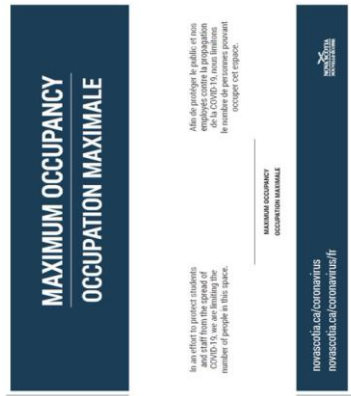 MAXIMUM OCCUPANCY
OCCUPATION MAXIMALE
In an effort to protect students
and staff from the spread of
COVID-19, we are limiting the
number of people in this space.
Afin de protéger le public et nos
employés contre la propagation
de la COVID-19, nous limitons
le nombre de personnes pouvant
occuper cet espace.
MAXIMUM OCCUPANCY
OCCUPATION MAXIMALE
novascotia.ca/coronavirus
novascotia.ca/coronavirus/fr
NOVA SCOTIA